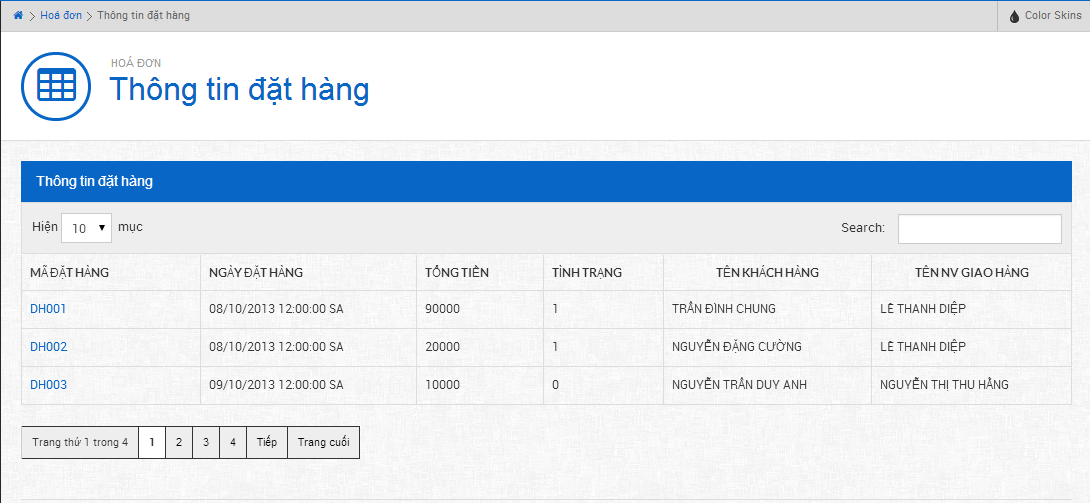 Hoá đơn > Thông tin đặt hàng Color Skins
HOÁ ĐƠN
Thông tin đặt hàng
Thông tin đặt hàng
Hiện 10 mục Search:
MÃ ĐẶT HÀNG NGÀY ĐẶT HÀNG TỔNG TIỀN TÌNH TRẠNG TÊN KHÁCH HÀNG TÊN NV GIAO HÀNG
DH001 08/10/2013 12:00:00 SA 90000 1 TRẦN ĐÌNH CHUNG LÊ THANH DIỆP
DH002 08/10/2013 12:00:00 SA 20000 1 NGUYỄN ĐẶNG CƯỜNG LÊ THANH DIỆP
DH003 09/10/2013 12:00:00 SA 10000 0 NGUYỄN TRẦN DUY ANH NGUYỄN THỊ THU HẰNG
Trang thứ 1 trong 4 1 2 3 4 Tiếp Trang cuối